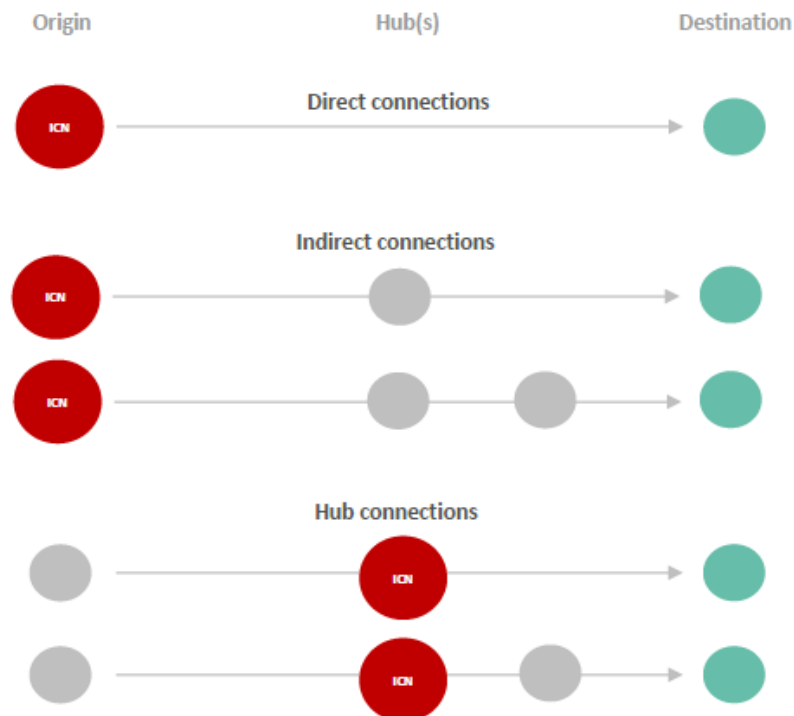 Origin Hub(s) Destination
Direct connections
ICN
Indirect connections
ICN
ICN
Hub connections
ICN
ICN